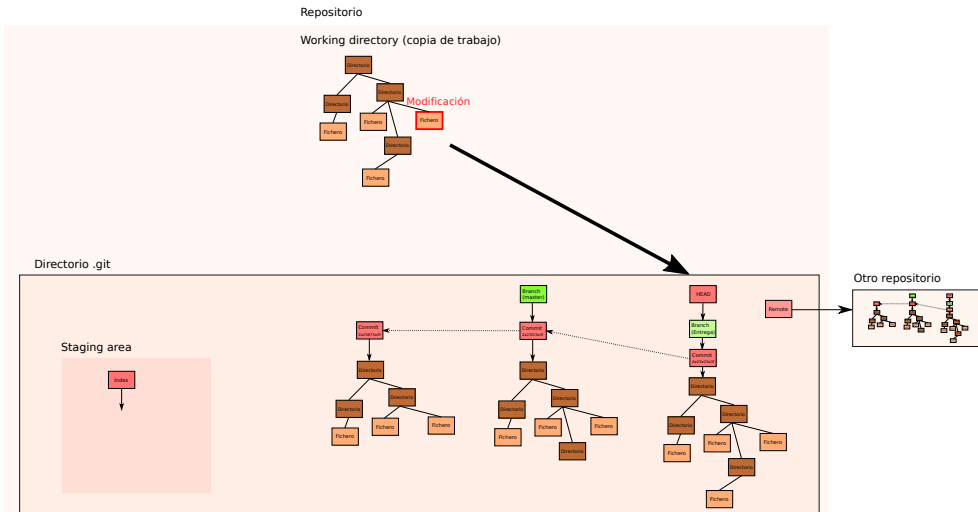 Repositorio
Working directory (copia de trabajo)
Directorio
Directorio
Modificación
Directorio
Fichero
Fichero
Fichero
Directorio
Fichero
Directorio .git
Otro repositorio
Branch
(master)
HEAD
Remote
Commit
Commit
Branch
(Entrega)
Staging area
Commit
Index
Directorio
Directorio
Directorio
Directorio
Directorio
Directorio
Directorio
Directorio
Fichero
Fichero
Fichero
Fichero
Fichero
Directorio
Fichero
Directorio
Fichero
Fichero
Fichero
Directorio
Fichero